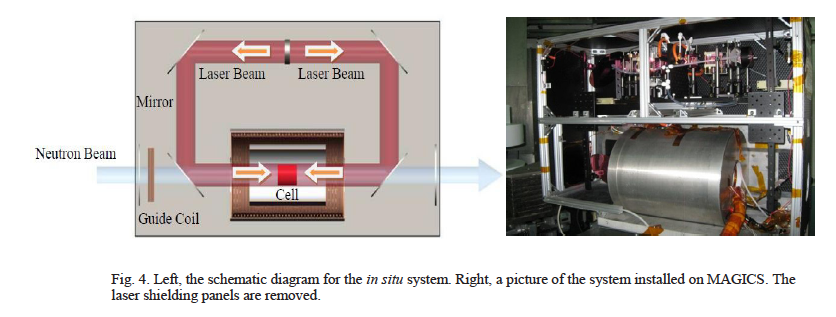 Laser Beam
Laser Beam
Mirror
Neutron Beam
Cell
Guide Coil
Fig. 4. Left, the schematic diagram for the in situ system. Right, a picture of the system installed on MAGICS. The
laser shielding panels are removed.